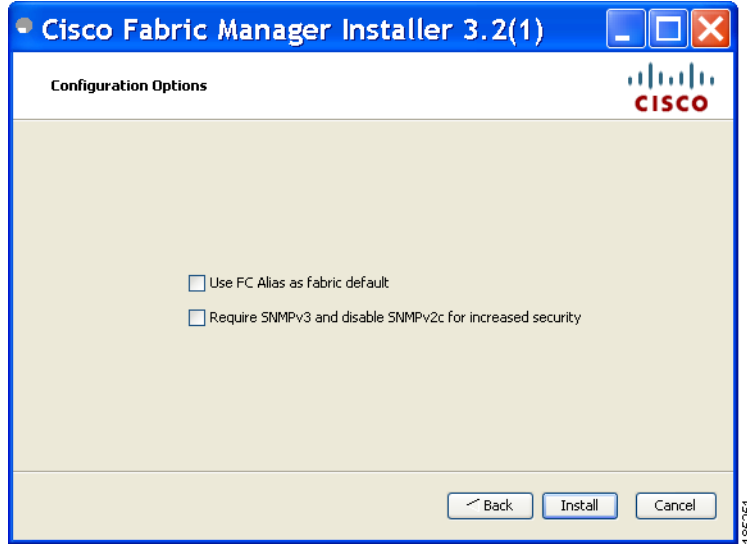 Cisco Fabric Manager Installer 3.2(1)
Configuration Options
CISCO
Use FC Alias as fabric default
Require SNMPv3 and disable SNMPv2c for increased security
Back
Install
Cancel